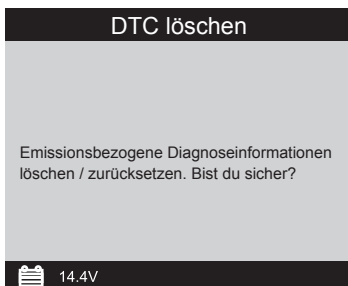 DTC löschen
Emissionsbezogene Diagnoseinformationen
löschen / zurücksetzen. Bist du sicher?
14.4V